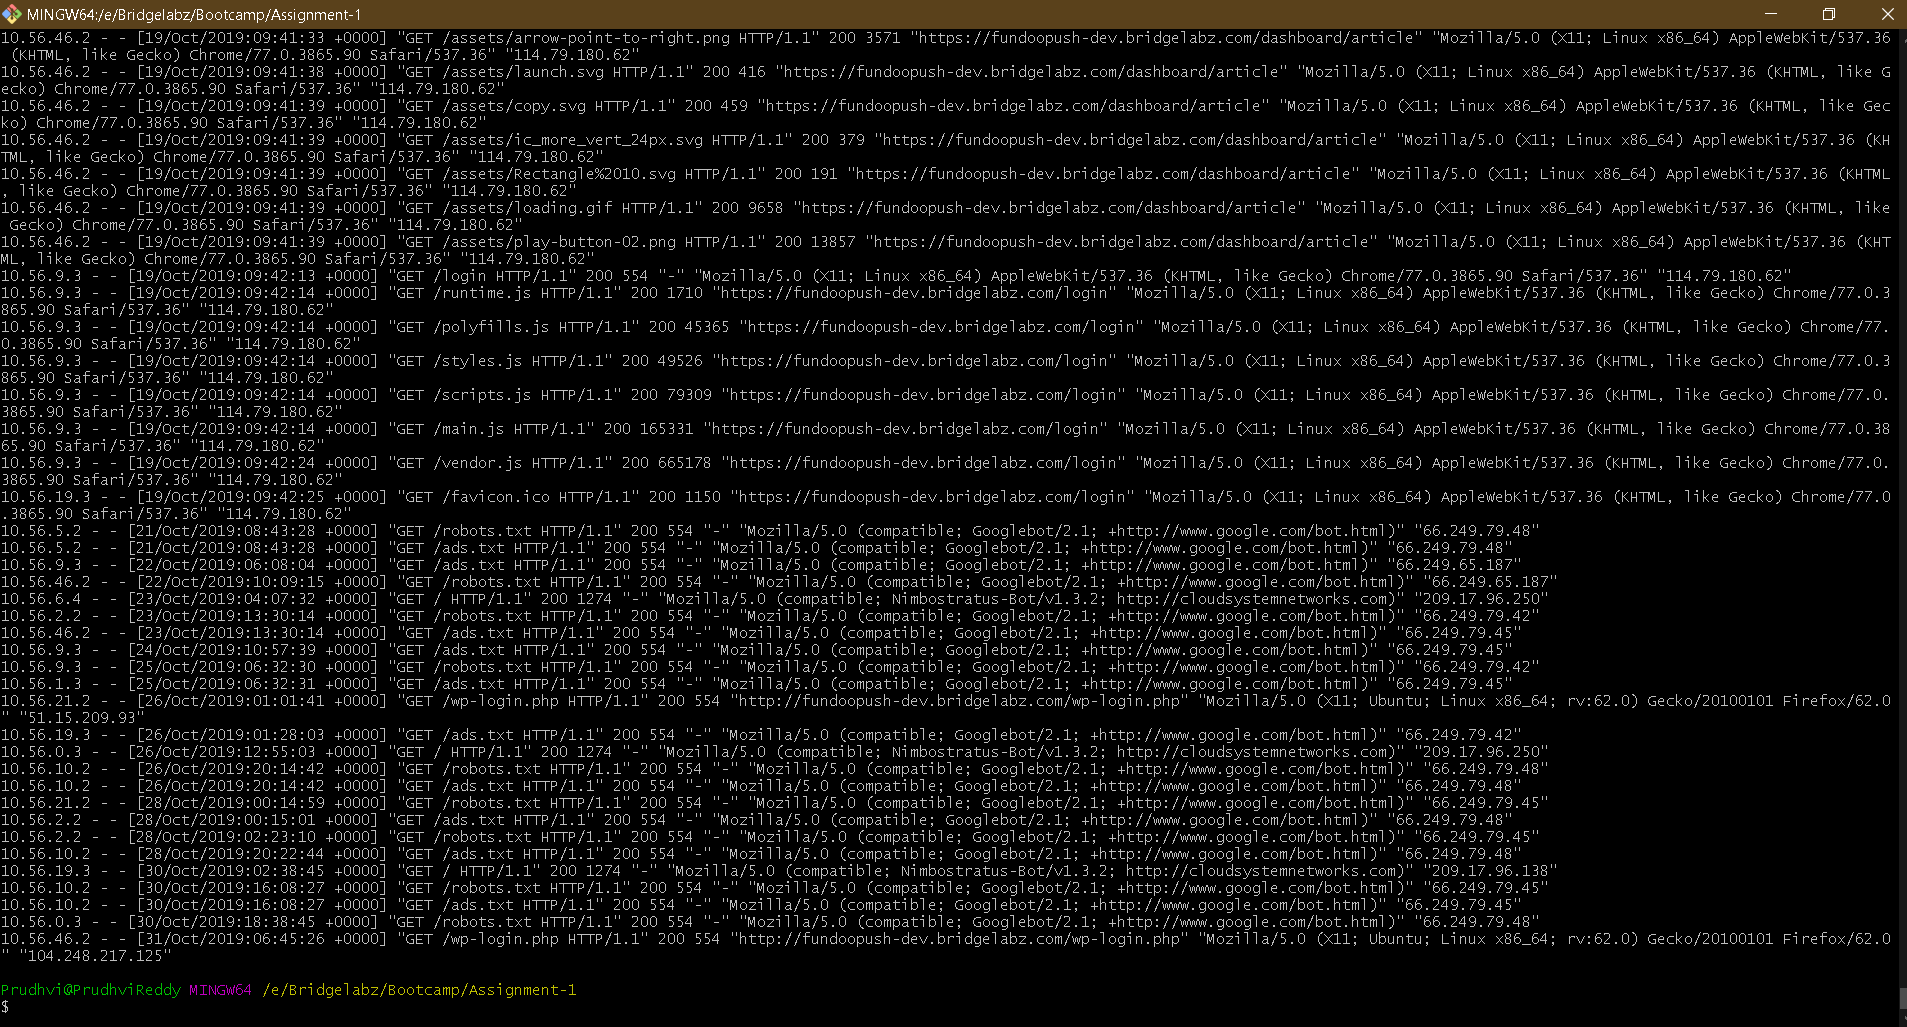 MINGW64:/e/Bridgelabz/Bootcamp/Assignment-1
10.56.46.2 - - [19/Oct/2019:09:41:33 +0000] "GET /assets/arrow-point-to-right.png HTTP/1.1" 200 3571 "https://fundoopush-dev.bridgelabz.com/dashboard/article" "Mozilla/5.0 (X11; Linux x86_64) AppleWebKit/537.36
(KHTML, like Gecko) Chrome/77.0.3865.90 Safari/537.36" "114.79.180.62"
10.56.46.2 - - [19/Oct/2019:09:41:38 +0000] "GET /assets/launch.svg HTTP/1.1" 200 416 "https://fundoopush-dev.bridgelabz.com/dashboard/article" "Mozilla/5.0 (X11; Linux x86_64) AppleWebKit/537.36 (KHTML, like G
ecko) Chrome/77.0.3865.90 Safari/537.36" "114.79.180.62"
10.56.46.2 - - [19/Oct/2019:09:41:39 +0000] "GET /assets/copy.svg HTTP/1.1" 200 459 "https://fundoopush-dev.bridgelabz.com/dashboard/article" "Mozilla/5.0 (X11; Linux x86_64) AppleWebKit/537.36 (KHTML, like Gec
ko) Chrome/77.0.3865.90 Safari/537.36" "114.79.180.62"
10.56.46.2 - - [19/Oct/2019:09:41:39 +0000] "GET /assets/ic_more_vert_24px.svg HTTP/1.1" 200 379 "https://fundoopush-dev.bridgelabz.com/dashboard/article" "Mozilla/5.0 (X11; Linux x86_64) AppleWebKit/537.36 (KH
TML, like Gecko) Chrome/77.0.3865.90 Safari/537.36" "114.79.180.62"
10.56.46.2 - - [19/Oct/2019:09:41:39 +0000] "GET /assets/Rectangle%2010.svg HTTP/1.1" 200 191 "https://fundoopush-dev.bridgelabz.com/dashboard/article" "Mozilla/5.0 (X11; Linux x86_64) AppleWebKit/537.36 (KHTML
, like Gecko) Chrome/77.0.3865.90 Safari/537.36" "114.79.180.62"
10.56.46.2 - - [19/Oct/2019:09:41:39 +0000] "GET /assets/loading.gif HTTP/1.1" 200 9658 "https://fundoopush-dev.bridgelabz.com/dashboard/article" "Mozilla/5.0 (X11; Linux x86_64) AppleWebKit/537.36 (KHTML, like
Gecko) Chrome/77.0.3865.90 Safari/537.36" "114.79.180.62"
10.56.46.2 - - [19/Oct/2019:09:41:39 +0000] "GET /assets/play-button-02.png HTTP/1.1" 200 13857 "https://fundoopush-dev.bridgelabz.com/dashboard/article" "Mozilla/5.0 (X11; Linux x86_64) AppleWebKit/537.36 (KHT
ML, like Gecko) Chrome/77.0.3865.90 Safari/537.36" "114.79.180.62"
10.56.9.3 - - [19/Oct/2019:09:42:13 +0000] "GET /login HTTP/1.1" 200 554 "-" "Mozilla/5.0 (X11; Linux x86_64) AppleWebKit/537.36 (KHTML, like Gecko) Chrome/77.0.3865.90 Safari/537.36" "114.79.180.62"
10.56.9.3 - - [19/Oct/2019:09:42:14 +0000] "GET /runtime.js HTTP/1.1" 200 1710 "https://fundoopush-dev.bridgelabz.com/login" "Mozilla/5.0 (X11; Linux x86_64) AppleWebKit/537.36 (KHTML, like Gecko) Chrome/77.0.3
865.90 Safari/537.36" "114.79.180.62"
10.56.9.3 - - [19/Oct/2019:09:42:14 +0000] "GET /polyfills.js HTTP/1.1" 200 45365 "https://fundoopush-dev.bridgelabz.com/login" "Mozilla/5.0 (X11; Linux x86_64) AppleWebKit/537.36 (KHTML, like Gecko) Chrome/77.
0.3865.90 Safari/537.36" "114.79.180.62"
10.56.9.3 - - [19/Oct/2019:09:42:14 +0000] "GET /styles.js HTTP/1.1" 200 49526 "https://fundoopush-dev.bridgelabz.com/login" "Mozilla/5.0 (X11; Linux x86_64) AppleWebKit/537.36 (KHTML, like Gecko) Chrome/77.0.3
865.90 Safari/537.36" "114.79.180.62"
10.56.9.3 - - [19/Oct/2019:09:42:14 +0000] "GET /scripts.js HTTP/1.1" 200 79309 "https://fundoopush-dev.bridgelabz.com/login" "Mozilla/5.0 (X11; Linux x86_64) AppleWebKit/537.36 (KHTML, like Gecko) Chrome/77.0.
3865.90 Safari/537.36" "114.79.180.62"
10.56.9.3 - - [19/Oct/2019:09:42:14 +0000] "GET /main.js HTTP/1.1" 200 165331 "https://fundoopush-dev.bridgelabz.com/login" "Mozilla/5.0 (X11; Linux x86_64) AppleWebKit/537.36 (KHTML, like Gecko) Chrome/77.0.38
65.90 Safari/537.36" "114.79.180.62"
10.56.9.3 - - [19/Oct/2019:09:42:24 +0000] "GET /vendor.js HTTP/1.1" 200 665178 "https://fundoopush-dev.bridgelabz.com/login" "Mozilla/5.0 (X11; Linux x86_64) AppleWebKit/537.36 (KHTML, like Gecko) Chrome/77.0.
3865.90 Safari/537.36" "114.79.180.62"
10.56.19.3 - - [19/Oct/2019:09:42:25 +0000] "GET /favicon.ico HTTP/1.1" 200 1150 "https://fundoopush-dev.bridgelabz.com/login" "Mozilla/5.0 (X11; Linux x86_64) AppleWebKit/537.36 (KHTML, like Gecko) Chrome/77.0
.3865.90 Safari/537.36" "114.79.180.62"
10.56.5.2 - - [21/Oct/2019:08:43:28 +0000] "GET /robots.txt HTTP/1.1" 200 554 "-" "Mozilla/5.0 (compatible; Googlebot/2.1; +http://www.google.com/bot.html)" "66.249.79.48"
10.56.5.2 - - [21/Oct/2019:08:43:28 +0000] "GET /ads.txt HTTP/1.1" 200 554 "-" "Mozilla/5.0 (compatible; Googlebot/2.1; +http://www.google.com/bot.html)" "66.249.79.48"
10.56.9.3 - - [22/Oct/2019:06:08:04 +0000] "GET /ads.txt HTTP/1.1" 200 554 "-" "Mozilla/5.0 (compatible; Googlebot/2.1; +http://www.google.com/bot.html)" "66.249.65.187"
10.56.46.2 - - [22/Oct/2019:10:09:15 +0000] "GET /robots.txt HTTP/1.1" 200 554 "-" "Mozilla/5.0 (compatible; Googlebot/2.1; +http://www.google.com/bot.html)" "66.249.65.187"
10.56.6.4 - - [23/Oct/2019:04:07:32 +0000] "GET / HTTP/1.1" 200 1274 "-" "Mozilla/5.0 (compatible; Nimbostratus-Bot/v1.3.2; http://cloudsystemnetworks.com)" "209.17.96.250"
10.56.2.2 - - [23/Oct/2019:13:30:14 +0000] "GET /robots.txt HTTP/1.1" 200 554 "-" "Mozilla/5.0 (compatible; Googlebot/2.1; +http://www.google.com/bot.html)" "66.249.79.42"
10.56.46.2 - - [23/Oct/2019:13:30:14 +0000] "GET /ads.txt HTTP/1.1" 200 554 "-" "Mozilla/5.0 (compatible; Googlebot/2.1; +http://www.google.com/bot.html)" "66.249.79.45"
10.56.9.3 - - [24/Oct/2019:10:57:39 +0000] "GET /ads.txt HTTP/1.1" 200 554 "-" "Mozilla/5.0 (compatible; Googlebot/2.1; +http://www.google.com/bot.html)" "66.249.79.45"
10.56.9.3 - - [25/Oct/2019:06:32:30 +0000] "GET /robots.txt HTTP/1.1" 200 554 "-" "Mozilla/5.0 (compatible; Googlebot/2.1; +http://www.google.com/bot.html)" "66.249.79.42"
10.56.1.3 - - [25/Oct/2019:06:32:31 +0000] "GET /ads.txt HTTP/1.1" 200 554 "-" "Mozilla/5.0 (compatible; Googlebot/2.1; +http://www.google.com/bot.html)" "66.249.79.45"
10.56.21.2 - - [26/Oct/2019:01:01:41 +0000] "GET /wp-login.php HTTP/1.1" 200 554 "http://fundoopush-dev.bridgelabz.com/wp-login.php" "Mozilla/5.0 (X11; Ubuntu; Linux x86_64; rv:62.0) Gecko/20100101 Firefox/62.0
" "51.15.209.93"
10.56.19.3 - - [26/Oct/2019:01:28:03 +0000] "GET /ads.txt HTTP/1.1" 200 554 "-" "Mozilla/5.0 (compatible; Googlebot/2.1; +http://www.google.com/bot.html)" "66.249.79.42"
10.56.0.3 - - [26/Oct/2019:12:55:03 +0000] "GET / HTTP/1.1" 200 1274 "-" "Mozilla/5.0 (compatible; Nimbostratus-Bot/v1.3.2; http://cloudsystemnetworks.com)" "209.17.96.250"
10.56.10.2 - - [26/Oct/2019:20:14:42 +0000] "GET /robots.txt HTTP/1.1" 200 554 "-" "Mozilla/5.0 (compatible; Googlebot/2.1; +http://www.google.com/bot.html)" "66.249.79.48"
10.56.10.2 - - [26/Oct/2019:20:14:42 +0000] "GET /ads.txt HTTP/1.1" 200 554 "-" "Mozilla/5.0 (compatible; Googlebot/2.1; +http://www.google.com/bot.html)" "66.249.79.48"
10.56.21.2 - - [28/Oct/2019:00:14:59 +0000] "GET /robots.txt HTTP/1.1" 200 554 "-" "Mozilla/5.0 (compatible; Googlebot/2.1; +http://www.google.com/bot.html)" "66.249.79.45"
10.56.2.2 - - [28/Oct/2019:00:15:01 +0000] "GET /ads.txt HTTP/1.1" 200 554 "-" "Mozilla/5.0 (compatible; Googlebot/2.1; +http://www.google.com/bot.html)" "66.249.79.48"
10.56.2.2 - - [28/Oct/2019:02:23:10 +0000] "GET /robots.txt HTTP/1.1" 200 554 "-" "Mozilla/5.0 (compatible; Googlebot/2.1; +http://www.google.com/bot.html)" "66.249.79.45"
10.56.10.2 - - [28/Oct/2019:20:22:44 +0000] "GET /ads.txt HTTP/1.1" 200 554 "-" "Mozilla/5.0 (compatible; Googlebot/2.1; +http://www.google.com/bot.html)" "66.249.79.48"
10.56.19.3 - - [30/Oct/2019:02:38:45 +0000] "GET / HTTP/1.1" 200 1274 "-" "Mozilla/5.0 (compatible; Nimbostratus-Bot/v1.3.2; http://cloudsystemnetworks.com)" "209.17.96.138"
10.56.10.2 - - [30/Oct/2019:16:08:27 +0000] "GET /robots.txt HTTP/1.1" 200 554 "-" "Mozilla/5.0 (compatible; Googlebot/2.1; +http://www.google.com/bot.html)" "66.249.79.45"
10.56.10.2 - - [30/Oct/2019:16:08:27 +0000] "GET /ads.txt HTTP/1.1" 200 554 "-" "Mozilla/5.0 (compatible; Googlebot/2.1; +http://www.google.com/bot.html)" "66.249.79.45"
10.56.0.3 - - [30/Oct/2019:18:38:45 +0000] "GET /robots.txt HTTP/1.1" 200 554 "-" "Mozilla/5.0 (compatible; Googlebot/2.1; +http://www.google.com/bot.html)" "66.249.79.48"
10.56.46.2 - - [31/Oct/2019:06:45:26 +0000] "GET /wp-login.php HTTP/1.1" 200 554 "http://fundoopush-dev.bridgelabz.com/wp-login.php" "Mozilla/5.0 (X11; Ubuntu; Linux x86_64; rv:62.0) Gecko/20100101 Firefox/62.0
" "104.248.217.125"
Prudhvi@PrudhviReddy MINGW64 /e/Bridgelabz/Bootcamp/Assignment-1
$